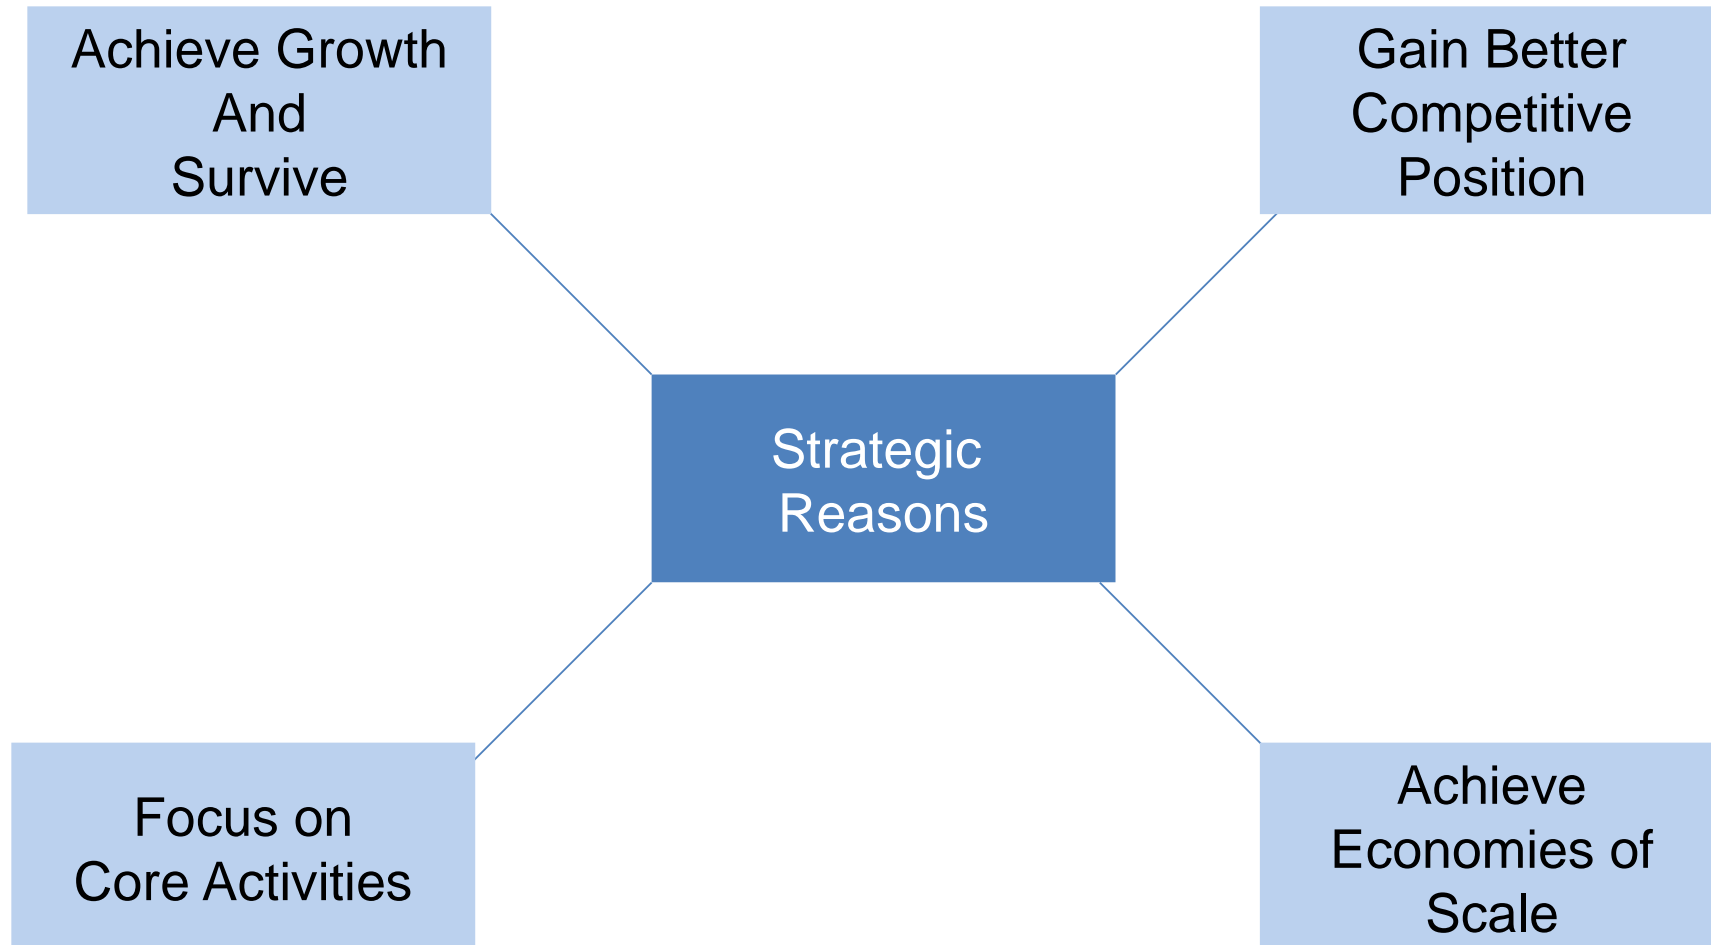 Achieve Growth
And
Survive
Gain Better
Competitive
Position
Strategic
Reasons
Focus on
Core Activities
Achieve
Economies of
Scale